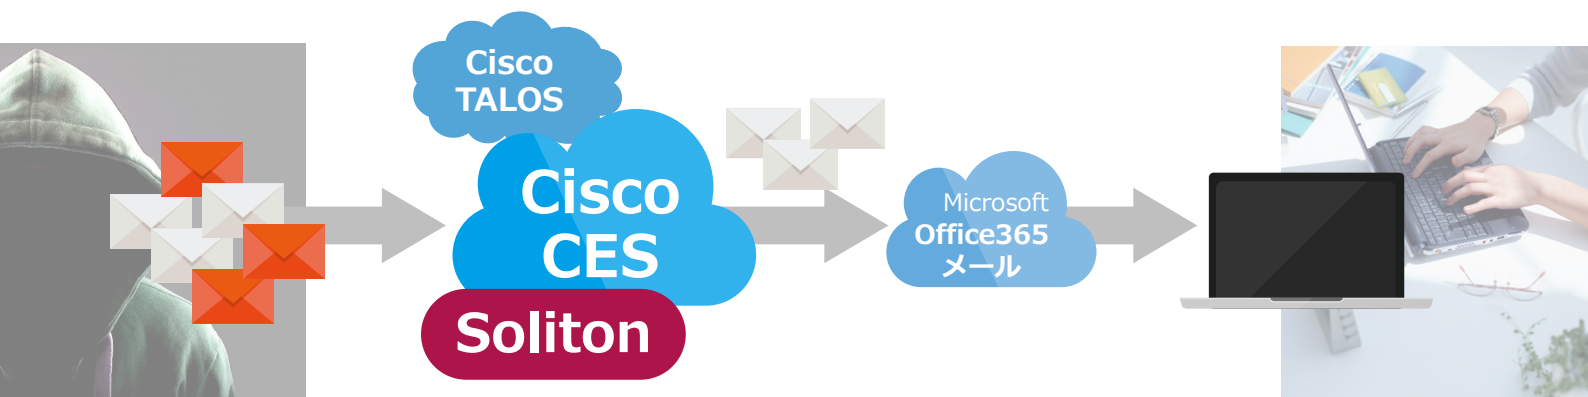 Cisco
TALOS
Cisco
CES
Soliton
Microsoft
Office365
メール